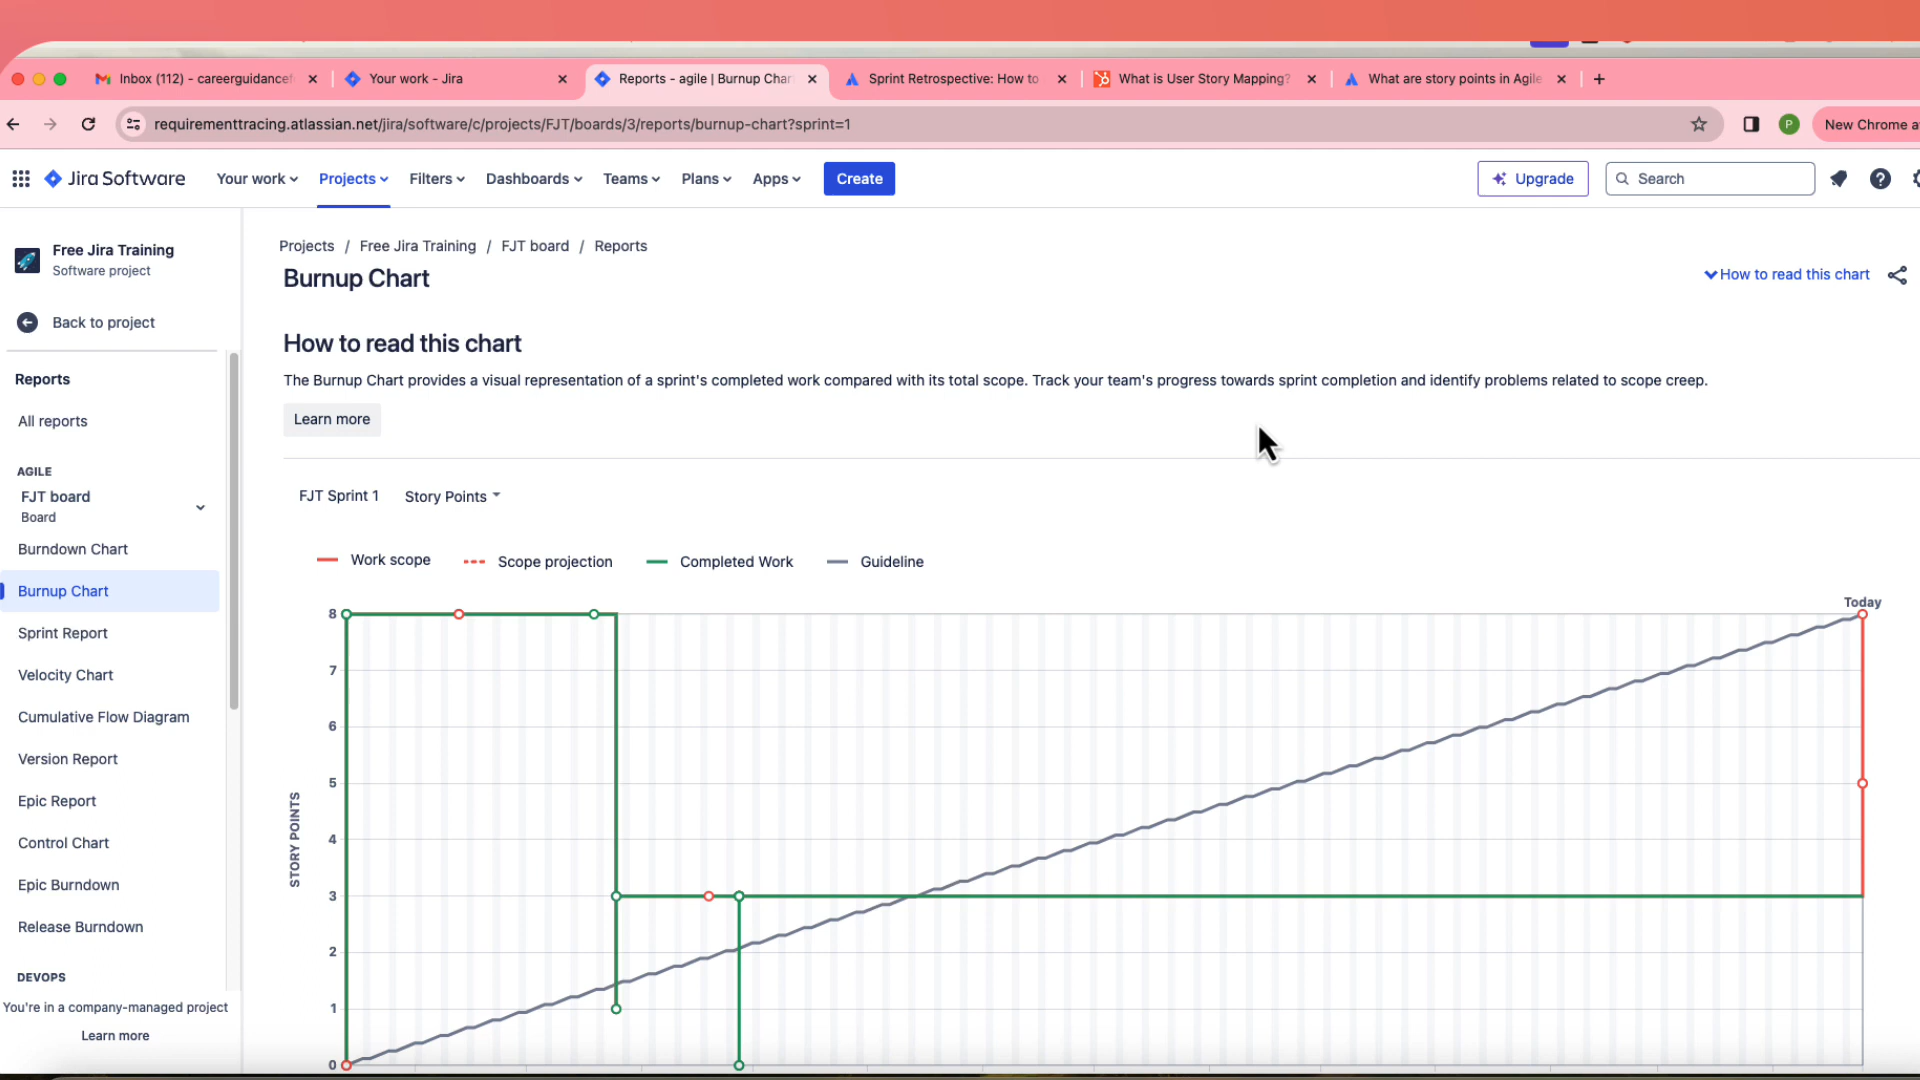 Inbox (112) - careerguidancef
Your work - Jira
Reports - agile | Burnup Char
Sprint Retrospective: How to
What is User Story Mapping?
What are story points in Agile
requirementtracing.atlassian.net/jira/software/c/projects/FJT/boards/3/reports/burnup-chart?sprint=1
P
New Chrome a
Jira Software
Your work
Projects
Filters
Dashboards
Teams
Plans
Apps
Create
Upgrade
Search
Free Jira Training
Software project
Back to project
Reports
All reports
AGILE
FJT board
Board
Burndown Chart
Burnup Chart
Sprint Report
Velocity Chart
Cumulative Flow Diagram
Version Report
Epic Report
Control Chart
Epic Burndown
Release Burndown
DEVOPS
You're in a company-managed project
Learn more
Projects / Free Jira Training / FJT board / Reports
Burnup Chart
How to read this chart
How to read this chart
The Burnup Chart provides a visual representation of a sprint's completed work compared with its total scope. Track your team's progress towards sprint completion and identify problems related to scope creep.
Learn more
FJT Sprint 1
Story Points
Work scope
Scope projection
Completed Work
Guideline
Today
8
7
6
5
4
3
2
1
0
STORY POINTS